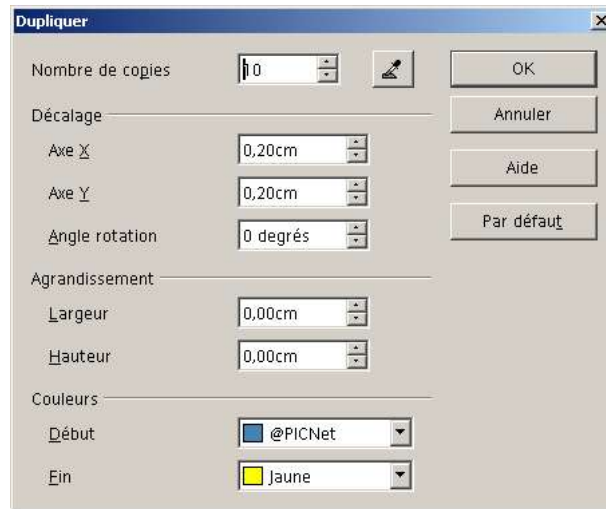 Dupliquer
Nombre de copies 10 OK
Décalage Annuler
Axe X 0,20cm Aide
Axe Y 0,20cm
Angle rotation 0 degrés Par défaut
Agrandissement
Largeur 0,00cm
Hauteur 0,00cm
Couleurs
Début @PICNet
Fin Jaune